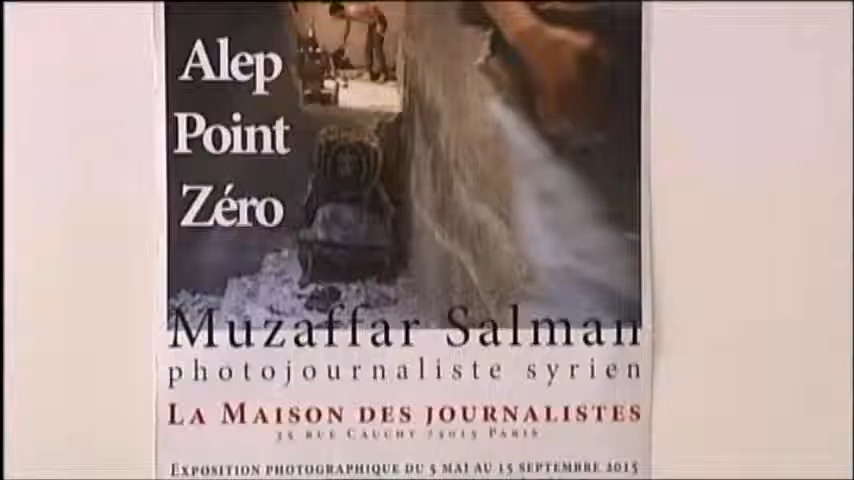 Alep
Point
Zéro
Muzaffar Salman
photojournaliste syrien
LA MAISON DES JOURNALISTES
35 RUE CAUCHY 75015 PARIS
EXPOSITION PHOTOGRAPHIQUE DU 5 MAI AU 15 SEPTEMBRE 2015